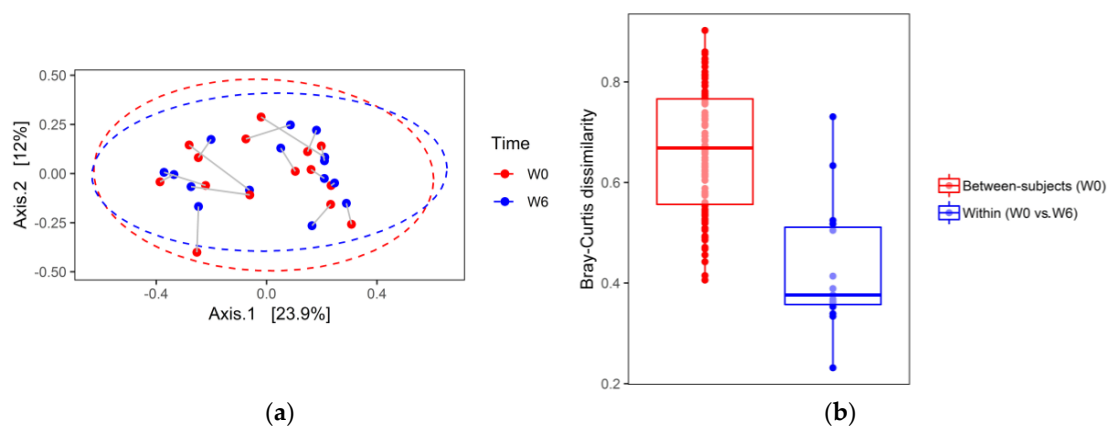 0.50
0.25
0.00
-0.25
-0.50
Axis.2 [12%]
-0.4
0.0
0.4
Axis.1 [23.9%]
Time
W0
W6
(a)
0.8
0.6
0.4
0.2
Bray-Curtis dissimilarity
Between-subjects (W0)
Within (W0 vs.W6)
(b)